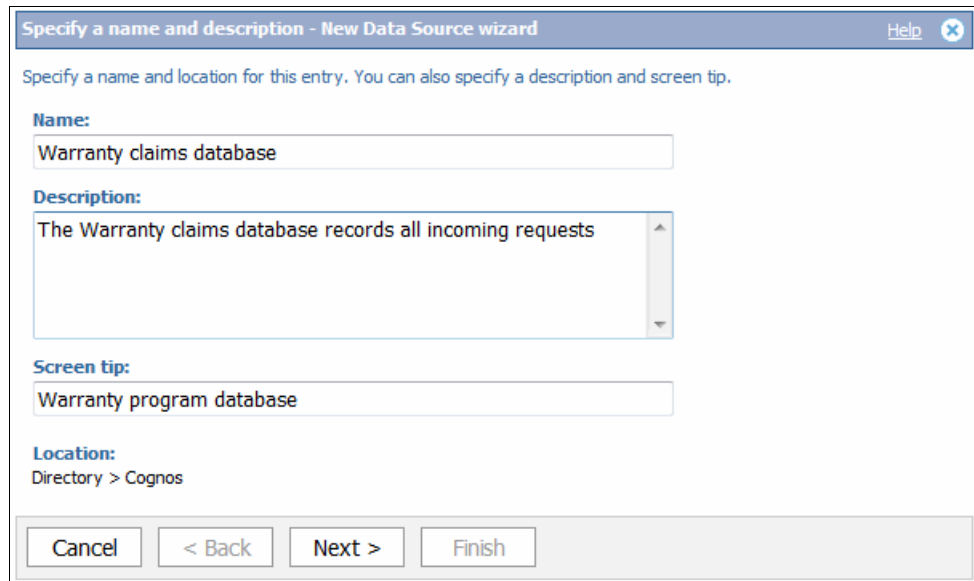 Specify a name and description - New Data Source wizard Help
Specify a name and location for this entry. You can also specify a description and screen tip.
Name:
Warranty claims database
Description:
The Warranty claims database records all incoming requests
Screen tip:
Warranty program database
Location:
Directory > Cognos
Cancel < Back Next > Finish